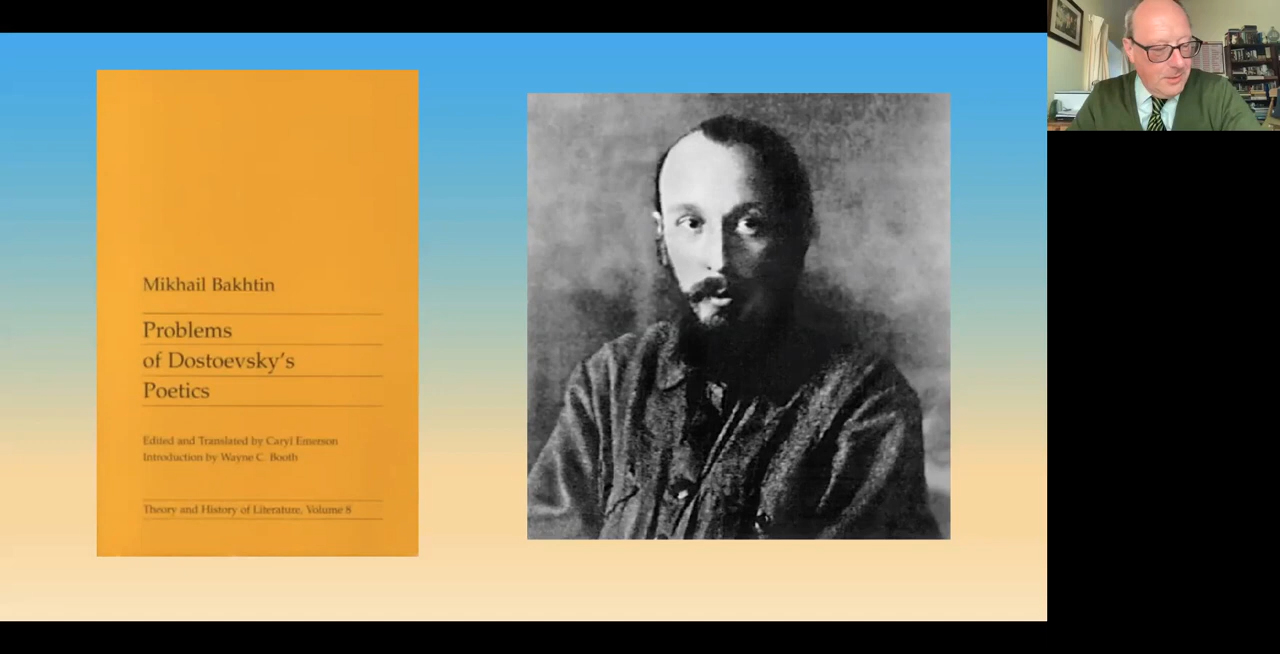 Mikhail Bakhtin
Problems
of Dostoevsky's
Poetics
Edited and Translated by Caryl Emerson
Introduction by Wayne C. Booth
Theory and History of Literature, Volume 8